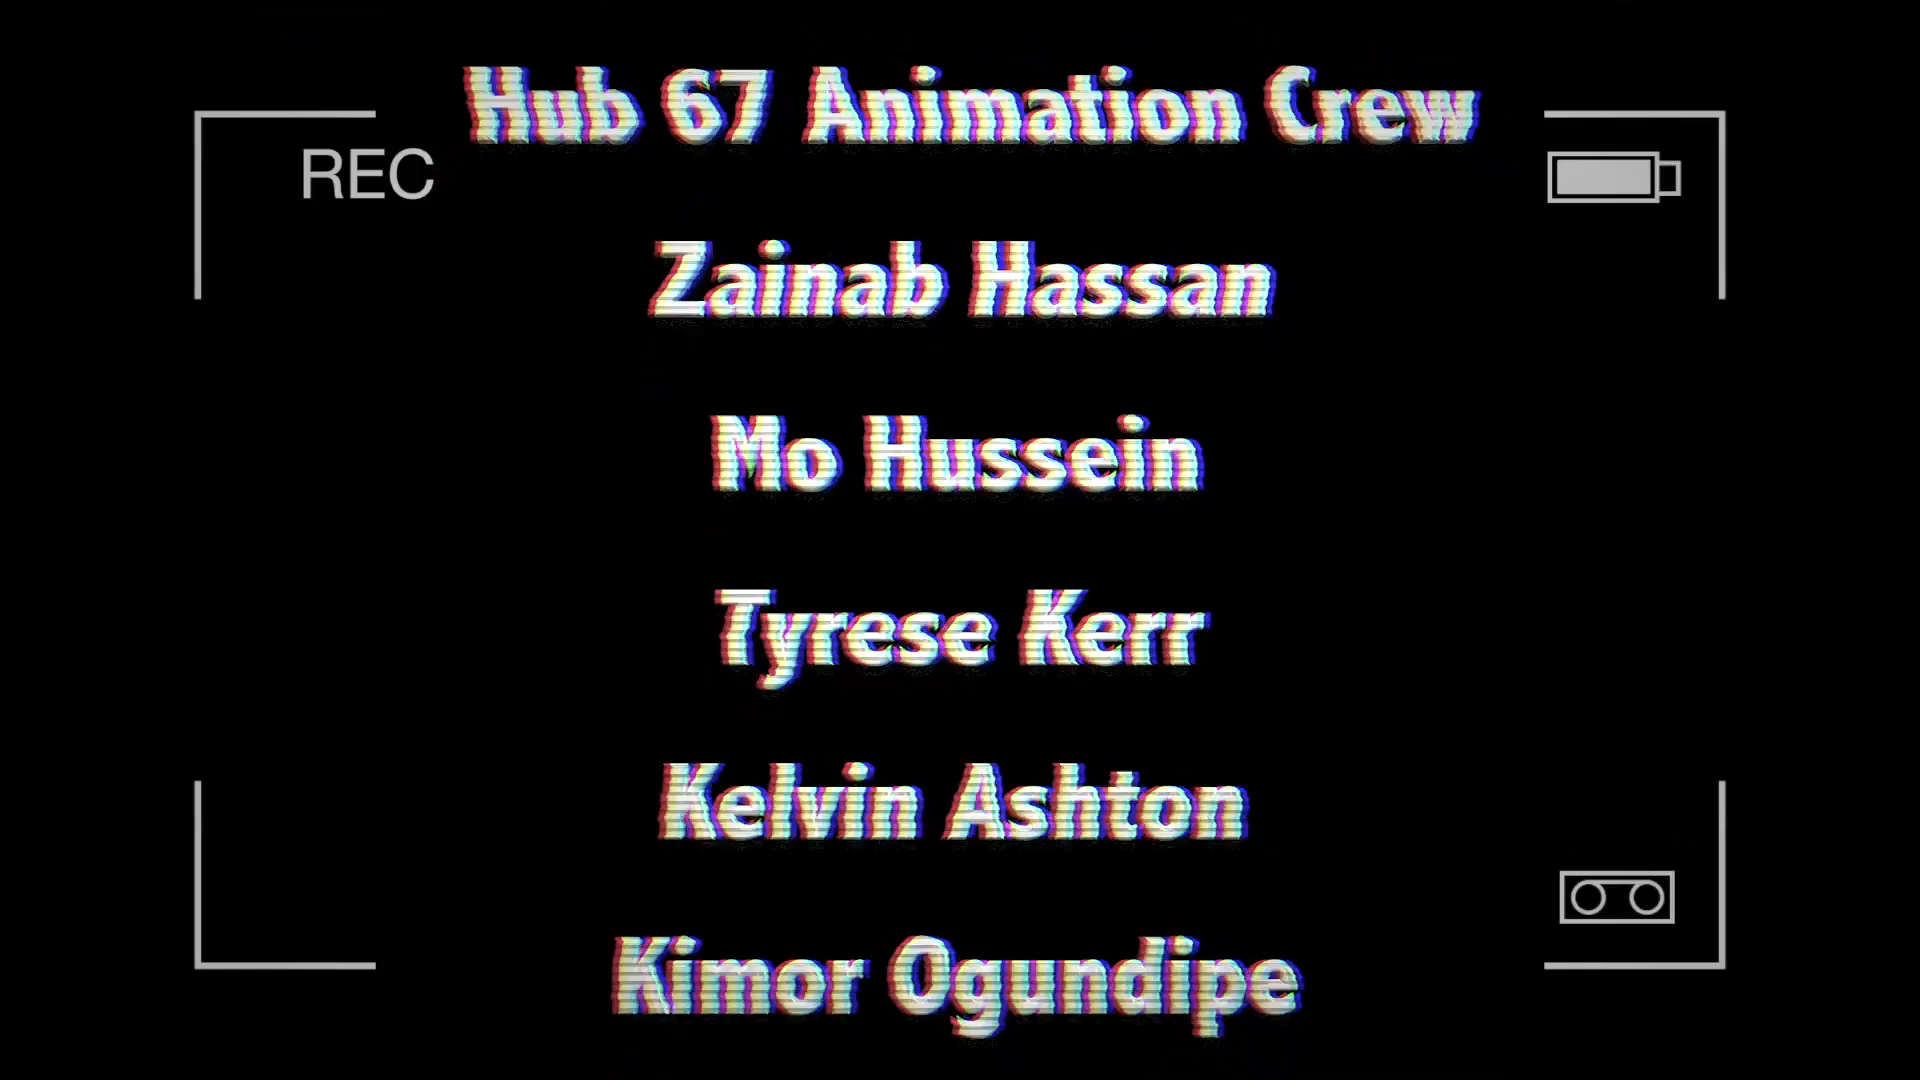 Hub 67 Animation Crew
REC
Zainab Hassan
Mo Hussein
Tyrese Kerr
Kelvin Ashton
Kimor Ogundipe